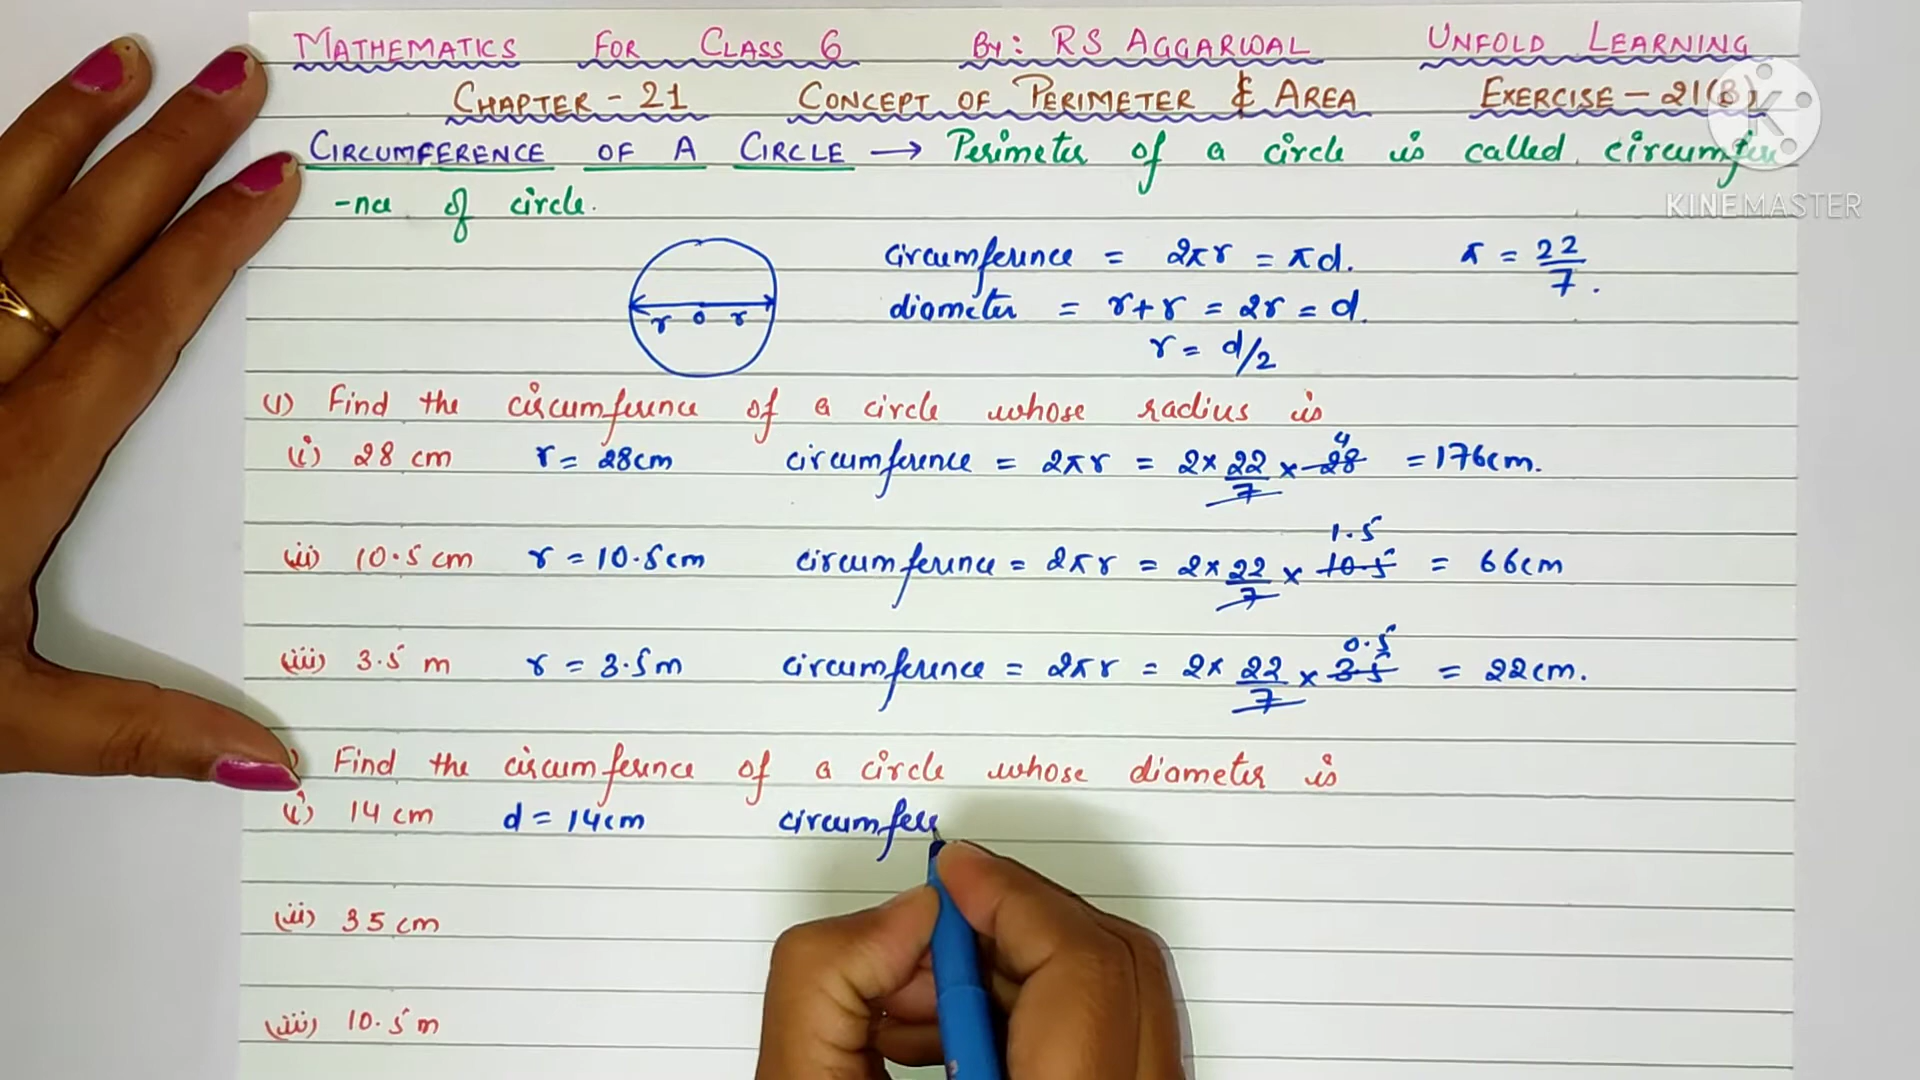 MATHEMATICS FOR CLASS 6 BY: RS AGGARWAL UNFOLD LEARNING
CHAPTER - 21 CONCEPT OF PERIMETER & AREA EXERCISE - 21(B)
CIRCUMFERENCE OF A CIRCLE → Perimeter of a circle is called circumfere
-nce of circle.
KINEMASTER
circumference = 2πr = πd. π = 22/7.
diameter = r+r = 2r = d.
r o r
r = d/2
(1) Find the circumference of a circle whose radius is
(i) 28 cm r = 28cm circumference = 2πr = 2 × 22/7 × 28 4 = 176cm.
(ii) 10.5 cm r = 10.5cm circumference = 2πr = 2 × 22/7 × 10.5 1.5 = 66cm
(iii) 3.5 m r = 3.5m circumference = 2πr = 2 × 22/7 × 3.5 0.5 = 22cm.
) Find the circumference of a circle whose diameter is
(i) 14 cm d = 14cm circumfere
(ii) 35 cm
(iii) 10.5 m